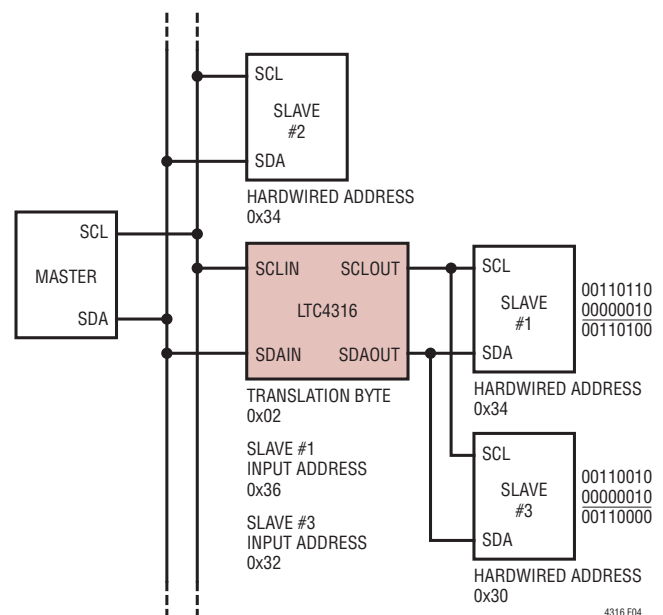 SCL
SLAVE
#2
SDA
HARDWIRED ADDRESS
0x34
MASTER
SCL
SDA
SCLIN SCLOUT
LTC4316
SDAIN SDAOUT
TRANSLATION BYTE
0x02
SLAVE #1
INPUT ADDRESS
0x36
SLAVE #3
INPUT ADDRESS
0x32
SCL
SLAVE
#1
SDA
00110110
00000010
00110100
HARDWIRED ADDRESS
0x34
SCL
SLAVE
#3
SDA
00110010
00000010
00110000
HARDWIRED ADDRESS
0x30
4316 F04